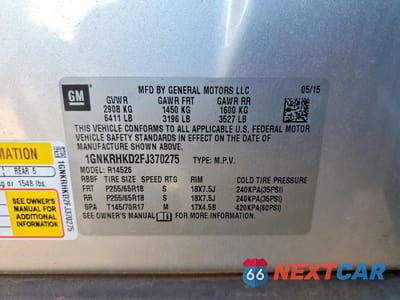 GM
MFD BY GENERAL MOTORS LLC 05/15
GVWR GAWR FRT GAWR RR
2908 KG 1450 KG 1600 KG
6411 LB 3196 LB 3527 LB
THIS VEHICLE CONFORMS TO ALL APPLICABLE U.S. FEDERAL MOTOR
VEHICLE SAFETY STANDARDS IN EFFECT ON THE DATE OF
MANUFACTURE SHOWN ABOVE.
1GNKRHKD2FJ370275 TYPE: M.P.V.
MODEL: R14526
RBBF TIRE SIZE SPEED RTG RIM COLD TIRE PRESSURE
FRT P255/65R18 S 18X7.5J 240KPA(35PSI)
RR P255/65R18 S 18X7.5J 240KPA(35PSI)
SPA T145/70R17 M 17X4.5B 420KPA(60PSI)
SEE OWNER'S MANUAL FOR ADDITIONAL INFORMATION.
MATION
REAR 5
g or 1548 lbs.
SEE OWNER'S
MANUAL FOR
ADDITIONAL
INFORMATION
1GNKRHKD2FJ370275
66 NEXTCAR